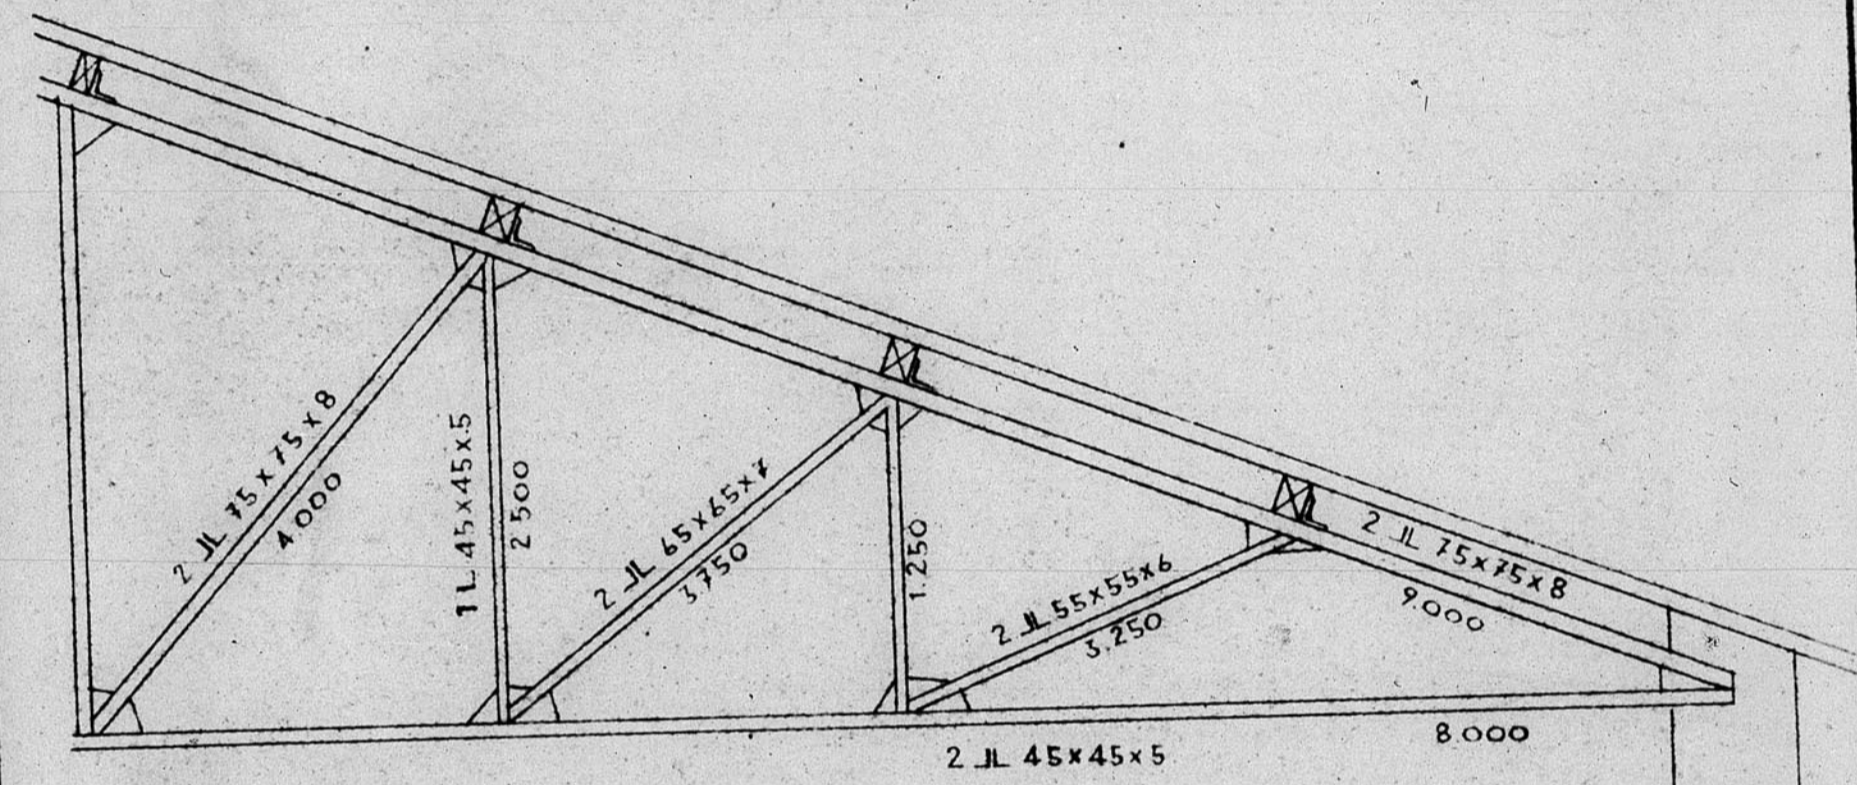 2 ⅃L 75x75x8
4.000
1 L 45x45x5
2 500
2 ⅃L 65x65x7
3.750
1.250
2 ⅃L 55x55x6
3.250
2 ⅃L 75x75x8
9.000
8.000
2 ⅃L 45x45x5